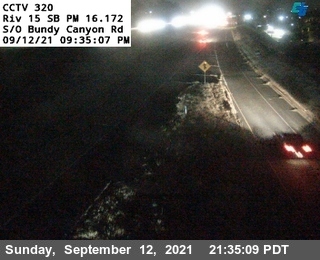 CCTV 320
Riv 15 SB PM 16.172
S/O Bundy Canyon Rd
09/12/21 09:35:07 PM
Sunday, September 12, 2021 21:35:09 PDT